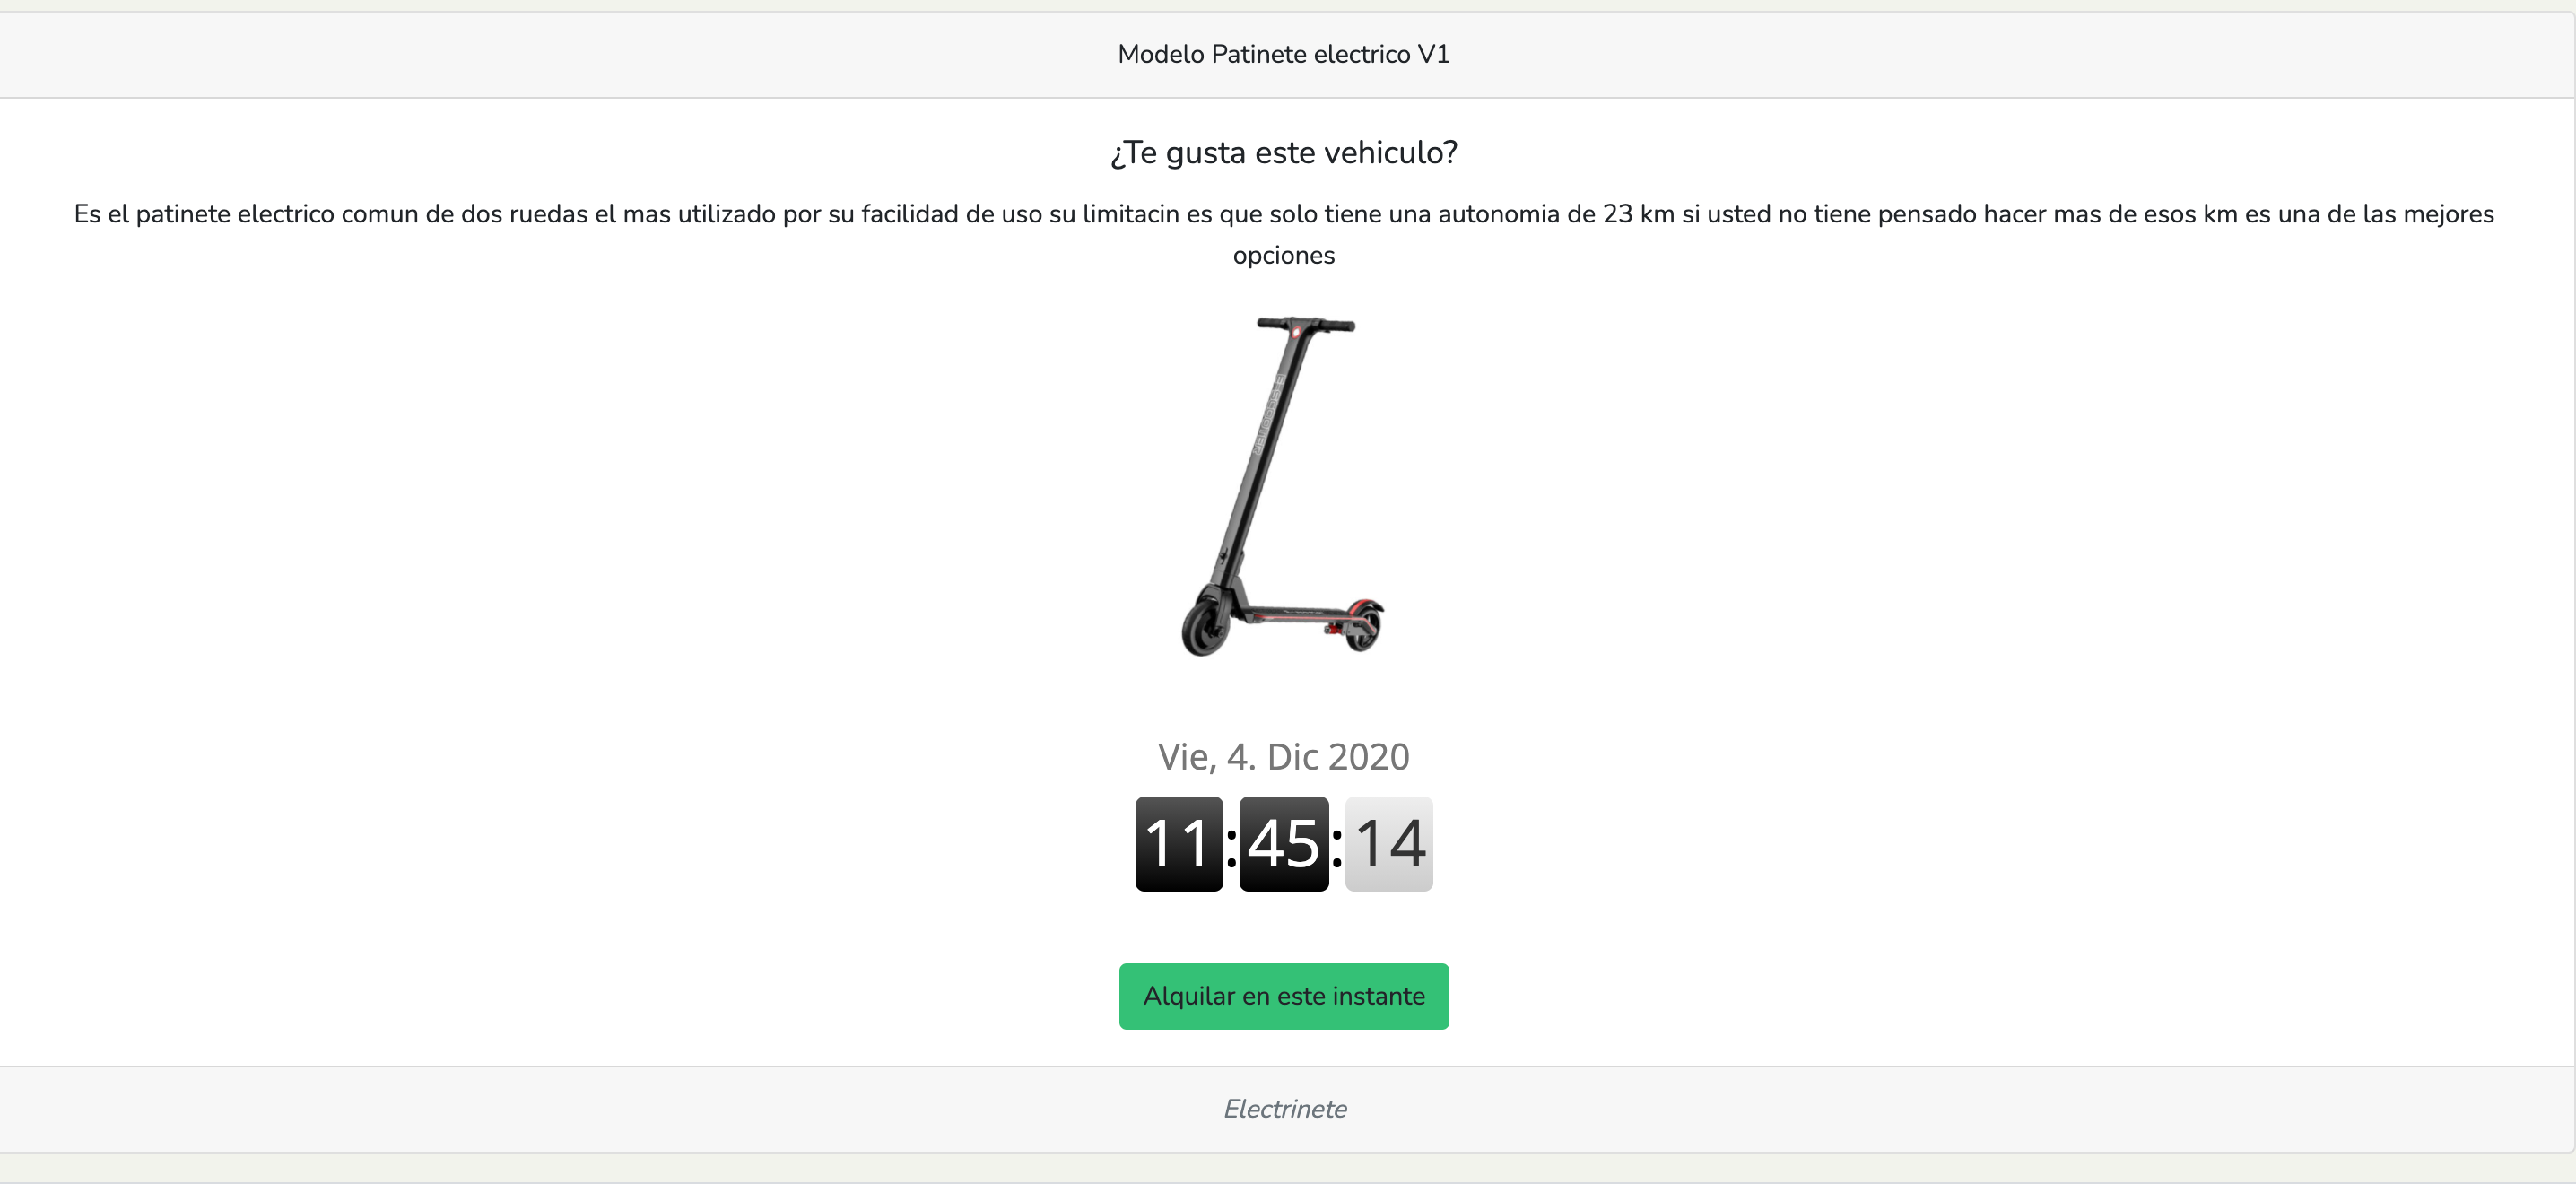 Modelo Patinete electrico V1
¿Te gusta este vehiculo?
Es el patinete electrico comun de dos ruedas el mas utilizado por su facilidad de uso su limitacin es que solo tiene una autonomia de 23 km si usted no tiene pensado hacer mas de esos km es una de las mejores
opciones
Vie, 4. Dic 2020
11:45:14
Alquilar en este instante
Electrinete